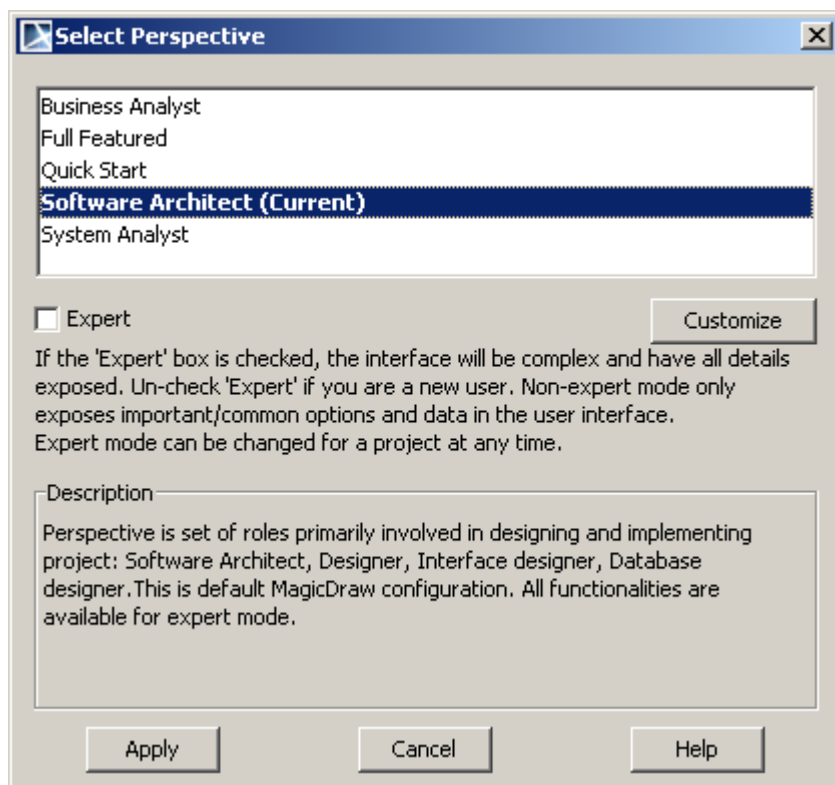 Select Perspective
Business Analyst
Full Featured
Quick Start
Software Architect (Current)
System Analyst
Expert
Customize
If the 'Expert' box is checked, the interface will be complex and have all details
exposed. Un-check 'Expert' if you are a new user. Non-expert mode only
exposes important/common options and data in the user interface.
Expert mode can be changed for a project at any time.
Description
Perspective is set of roles primarily involved in designing and implementing
project: Software Architect, Designer, Interface designer, Database
designer.This is default MagicDraw configuration. All functionalities are
available for expert mode.
Apply
Cancel
Help